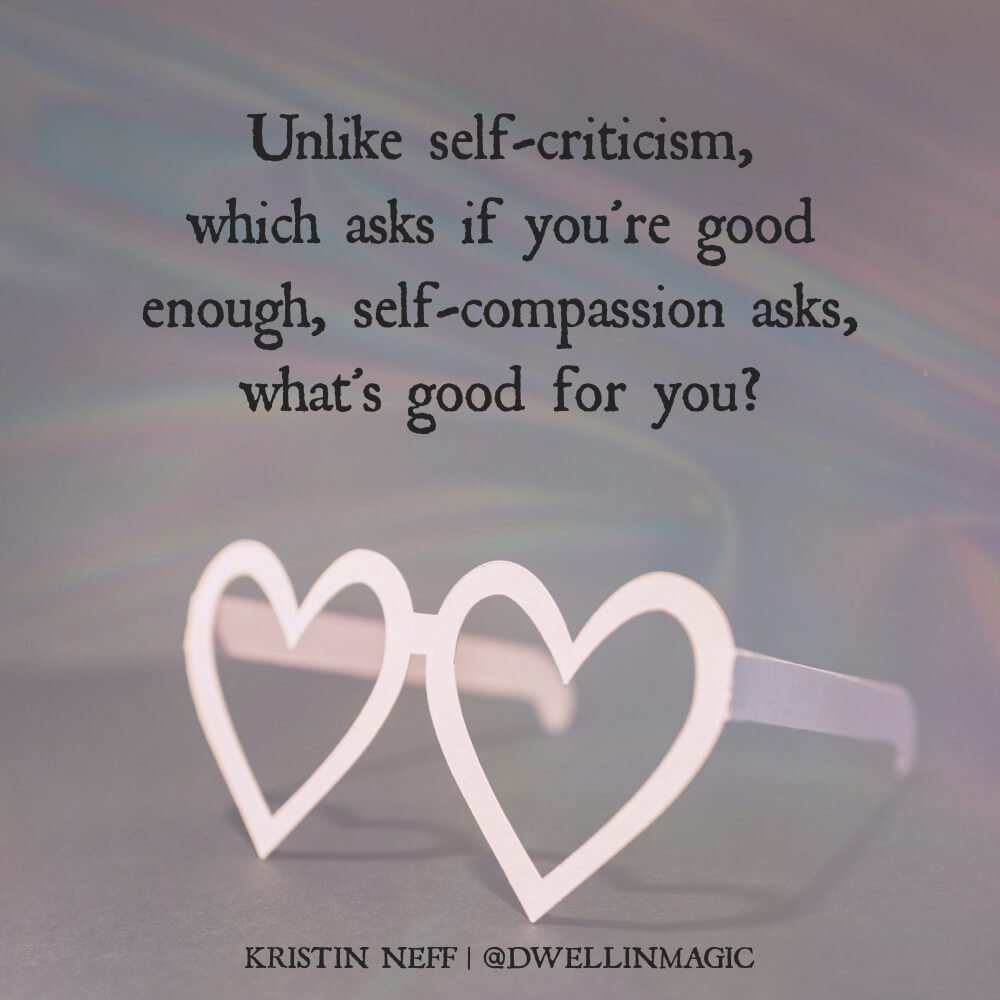 Unlike self-criticism,
which asks if you're good
enough, self-compassion asks,
what's good for you?
KRISTIN NEFF | @DWELLINMAGIC